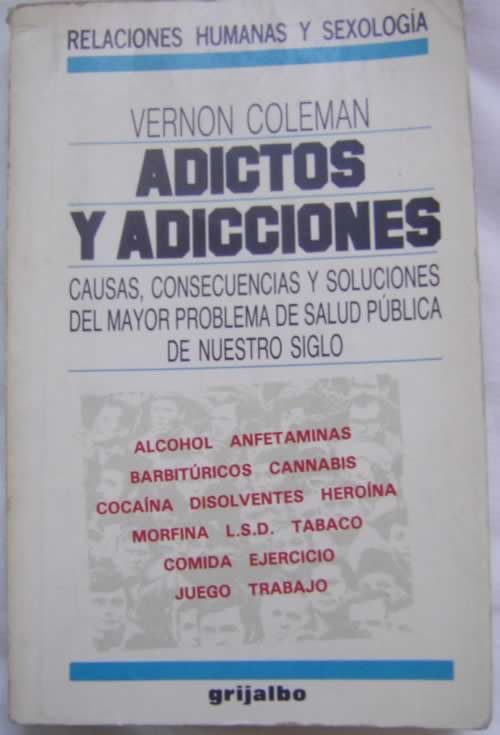 RELACIONES HUMANAS Y SEXOLOGÍA
VERNON COLEMAN
ADICTOS
Y ADICCIONES
CAUSAS, CONSECUENCIAS Y SOLUCIONES
DEL MAYOR PROBLEMA DE SALUD PÚBLICA
DE NUESTRO SIGLO
ALCOHOL ANFETAMINAS
BARBITÚRICOS CANNABIS
COCAÍNA DISOLVENTES HEROÍNA
MORFINA L.S.D. TABACO
COMIDA EJERCICIO
JUEGO TRABAJO
grijalbo